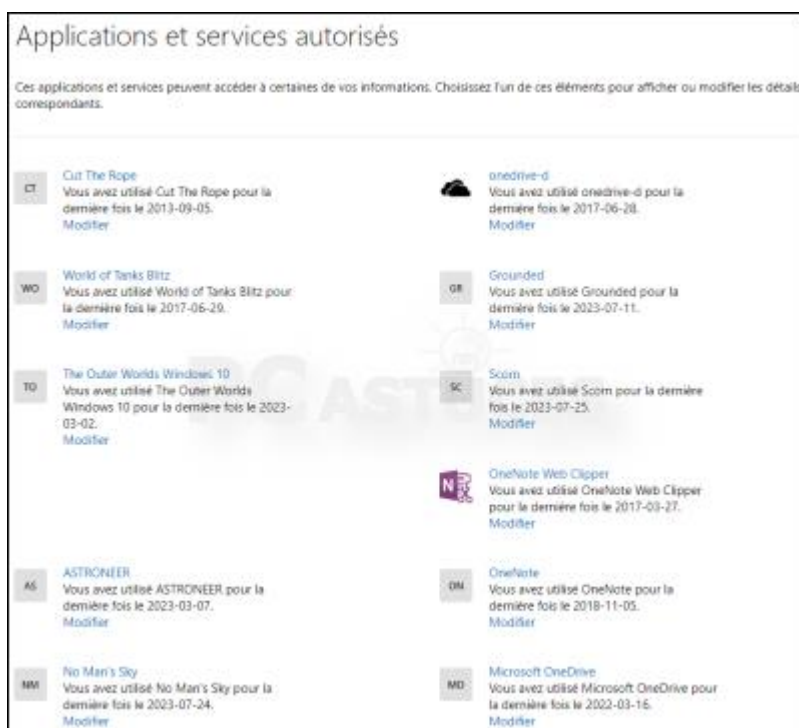 Applications et services autorisés
Ces applications et services peuvent accéder à certaines de vos informations. Choisissez l'un de ces éléments pour afficher ou modifier les détails
correspondants.
CT
Cut The Rope
Vous avez utilisé Cut The Rope pour la
dernière fois le 2013-09-05.
Modifier
onedrive-d
Vous avez utilisé onedrive-d pour la
dernière fois le 2017-06-28.
Modifier
WO
World of Tanks Blitz
Vous avez utilisé World of Tanks Blitz pour
la dernière fois le 2017-06-29.
Modifier
GR
Grounded
Vous avez utilisé Grounded pour la
dernière fois le 2023-07-11.
Modifier
TO
The Outer Worlds Windows 10
Vous avez utilisé The Outer Worlds
Windows 10 pour la dernière fois le 2023-
03-02.
Modifier
SC
Scorn
Vous avez utilisé Scorn pour la dernière
fois le 2023-07-25.
Modifier
PC ASTUCES
N
OneNote Web Clipper
Vous avez utilisé OneNote Web Clipper
pour la dernière fois le 2017-03-27.
Modifier
AS
ASTRONEER
Vous avez utilisé ASTRONEER pour la
dernière fois le 2023-03-07.
Modifier
ON
OneNote
Vous avez utilisé OneNote pour la
dernière fois le 2018-11-05.
Modifier
NM
No Man's Sky
Vous avez utilisé No Man's Sky pour la
dernière fois le 2023-07-24.
Modifier
MO
Microsoft OneDrive
Vous avez utilisé Microsoft OneDrive pour
la dernière fois le 2022-03-16.
Modifier